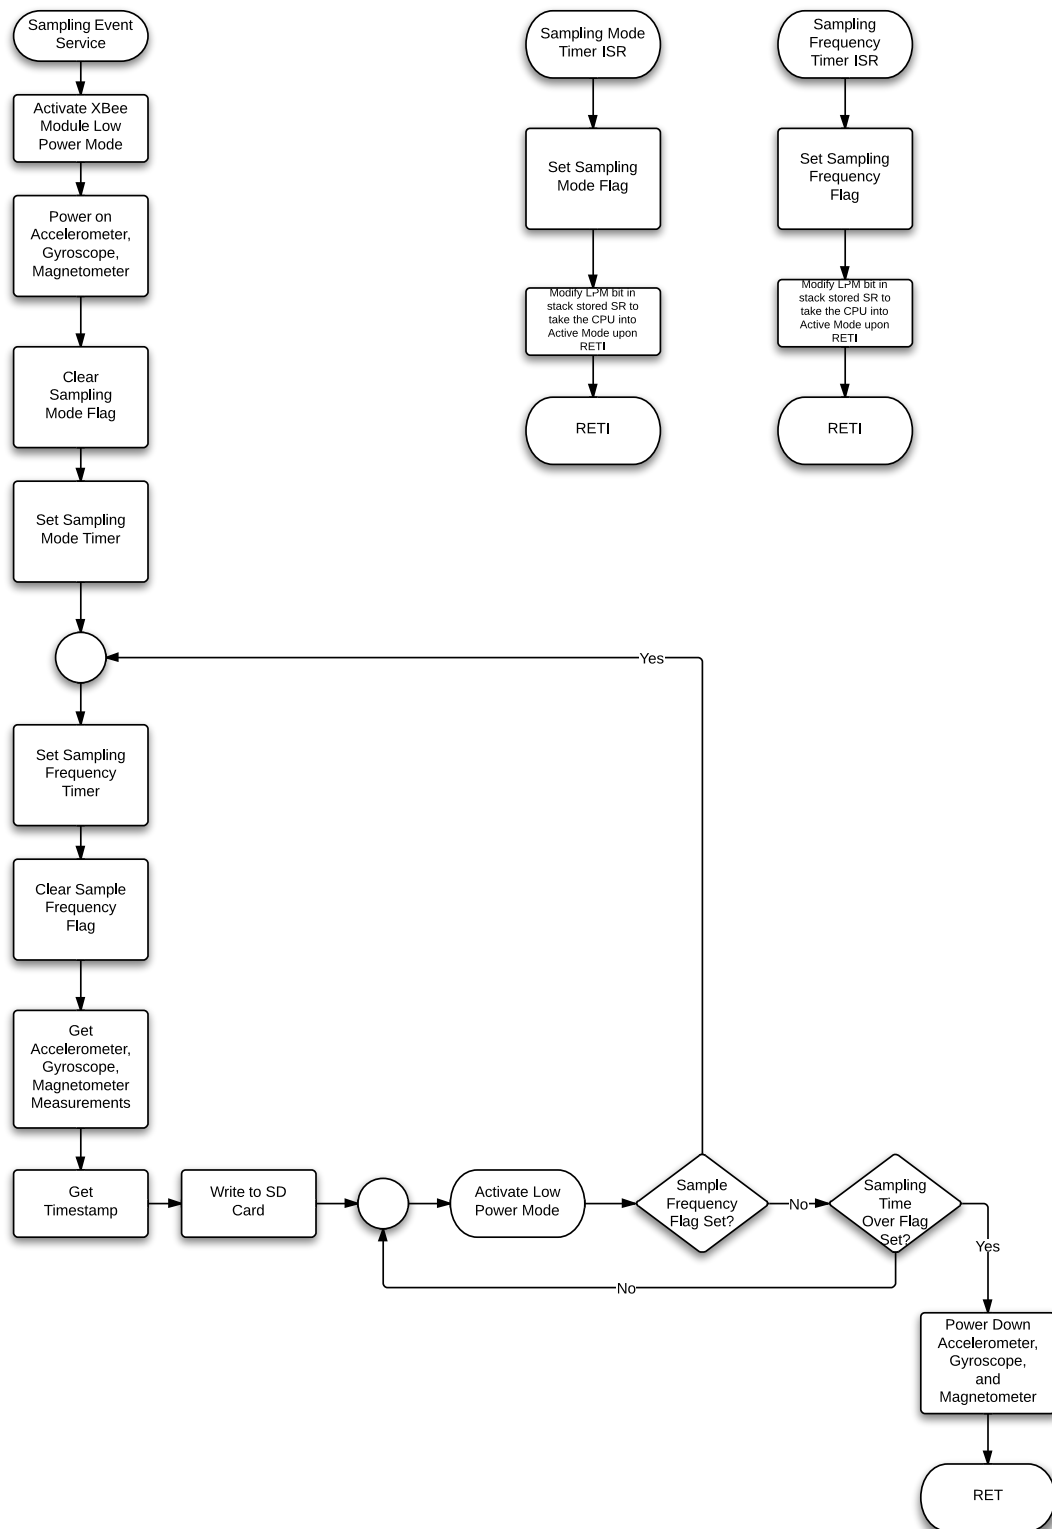 Sampling Event
Service
Activate XBee
Module Low
Power Mode
Power on
Accelerometer,
Gyroscope,
Magnetometer
Clear
Sampling
Mode Flag
Set Sampling
Mode Timer
Set Sampling
Frequency
Timer
Clear Sample
Frequency
Flag
Get
Accelerometer,
Gyroscope,
Magnetometer
Measurements
Get
Timestamp
Write to SD
Card
Activate Low
Power Mode
Sample
Frequency
Flag Set?
Yes
No
Sampling
Time
Over Flag
Set?
No
Yes
Power Down
Accelerometer,
Gyroscope,
and
Magnetometer
RET
Sampling Mode
Timer ISR
Set Sampling
Mode Flag
Modify LPM bit in
stack stored SR to
take the CPU into
Active Mode upon
RETI
RETI
Sampling
Frequency
Timer ISR
Set Sampling
Frequency
Flag
Modify LPM bit in
stack stored SR to
take the CPU into
Active Mode upon
RETI
RETI